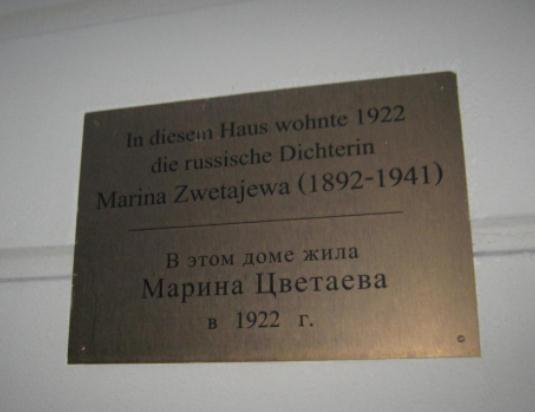 In diesem Haus wohnte 1922
die russische Dichterin
Marina Zwetajewa (1892-1941)
В этом доме жила
Марина Цветаева
в 1922 г.